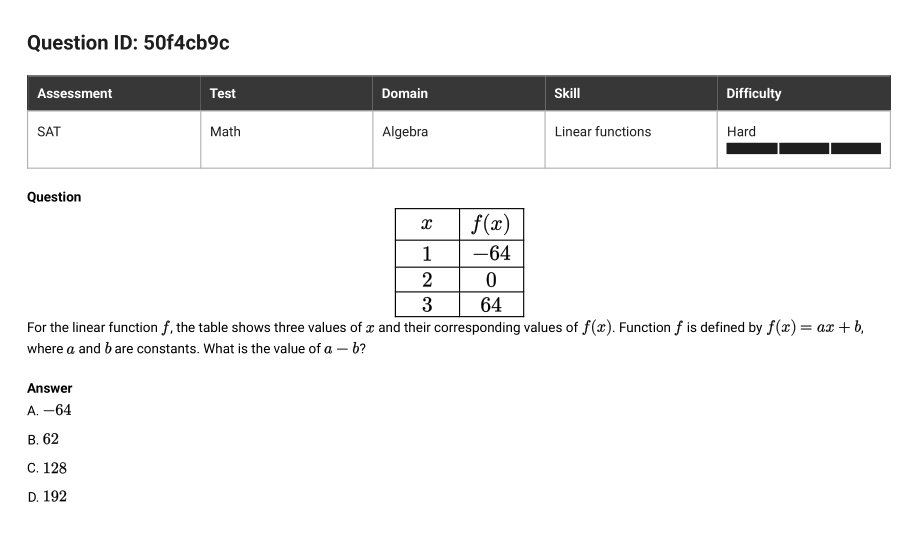 Question ID: 50f4cb9c
Assessment Test Domain Skill Difficulty
SAT Math Algebra Linear functions Hard
Question
x f(x)
1 −64
2 0
3 64
For the linear function f, the table shows three values of x and their corresponding values of f(x). Function f is defined by f(x) = ax + b,
where a and b are constants. What is the value of a − b?
Answer
A. −64
B. 62
C. 128
D. 192